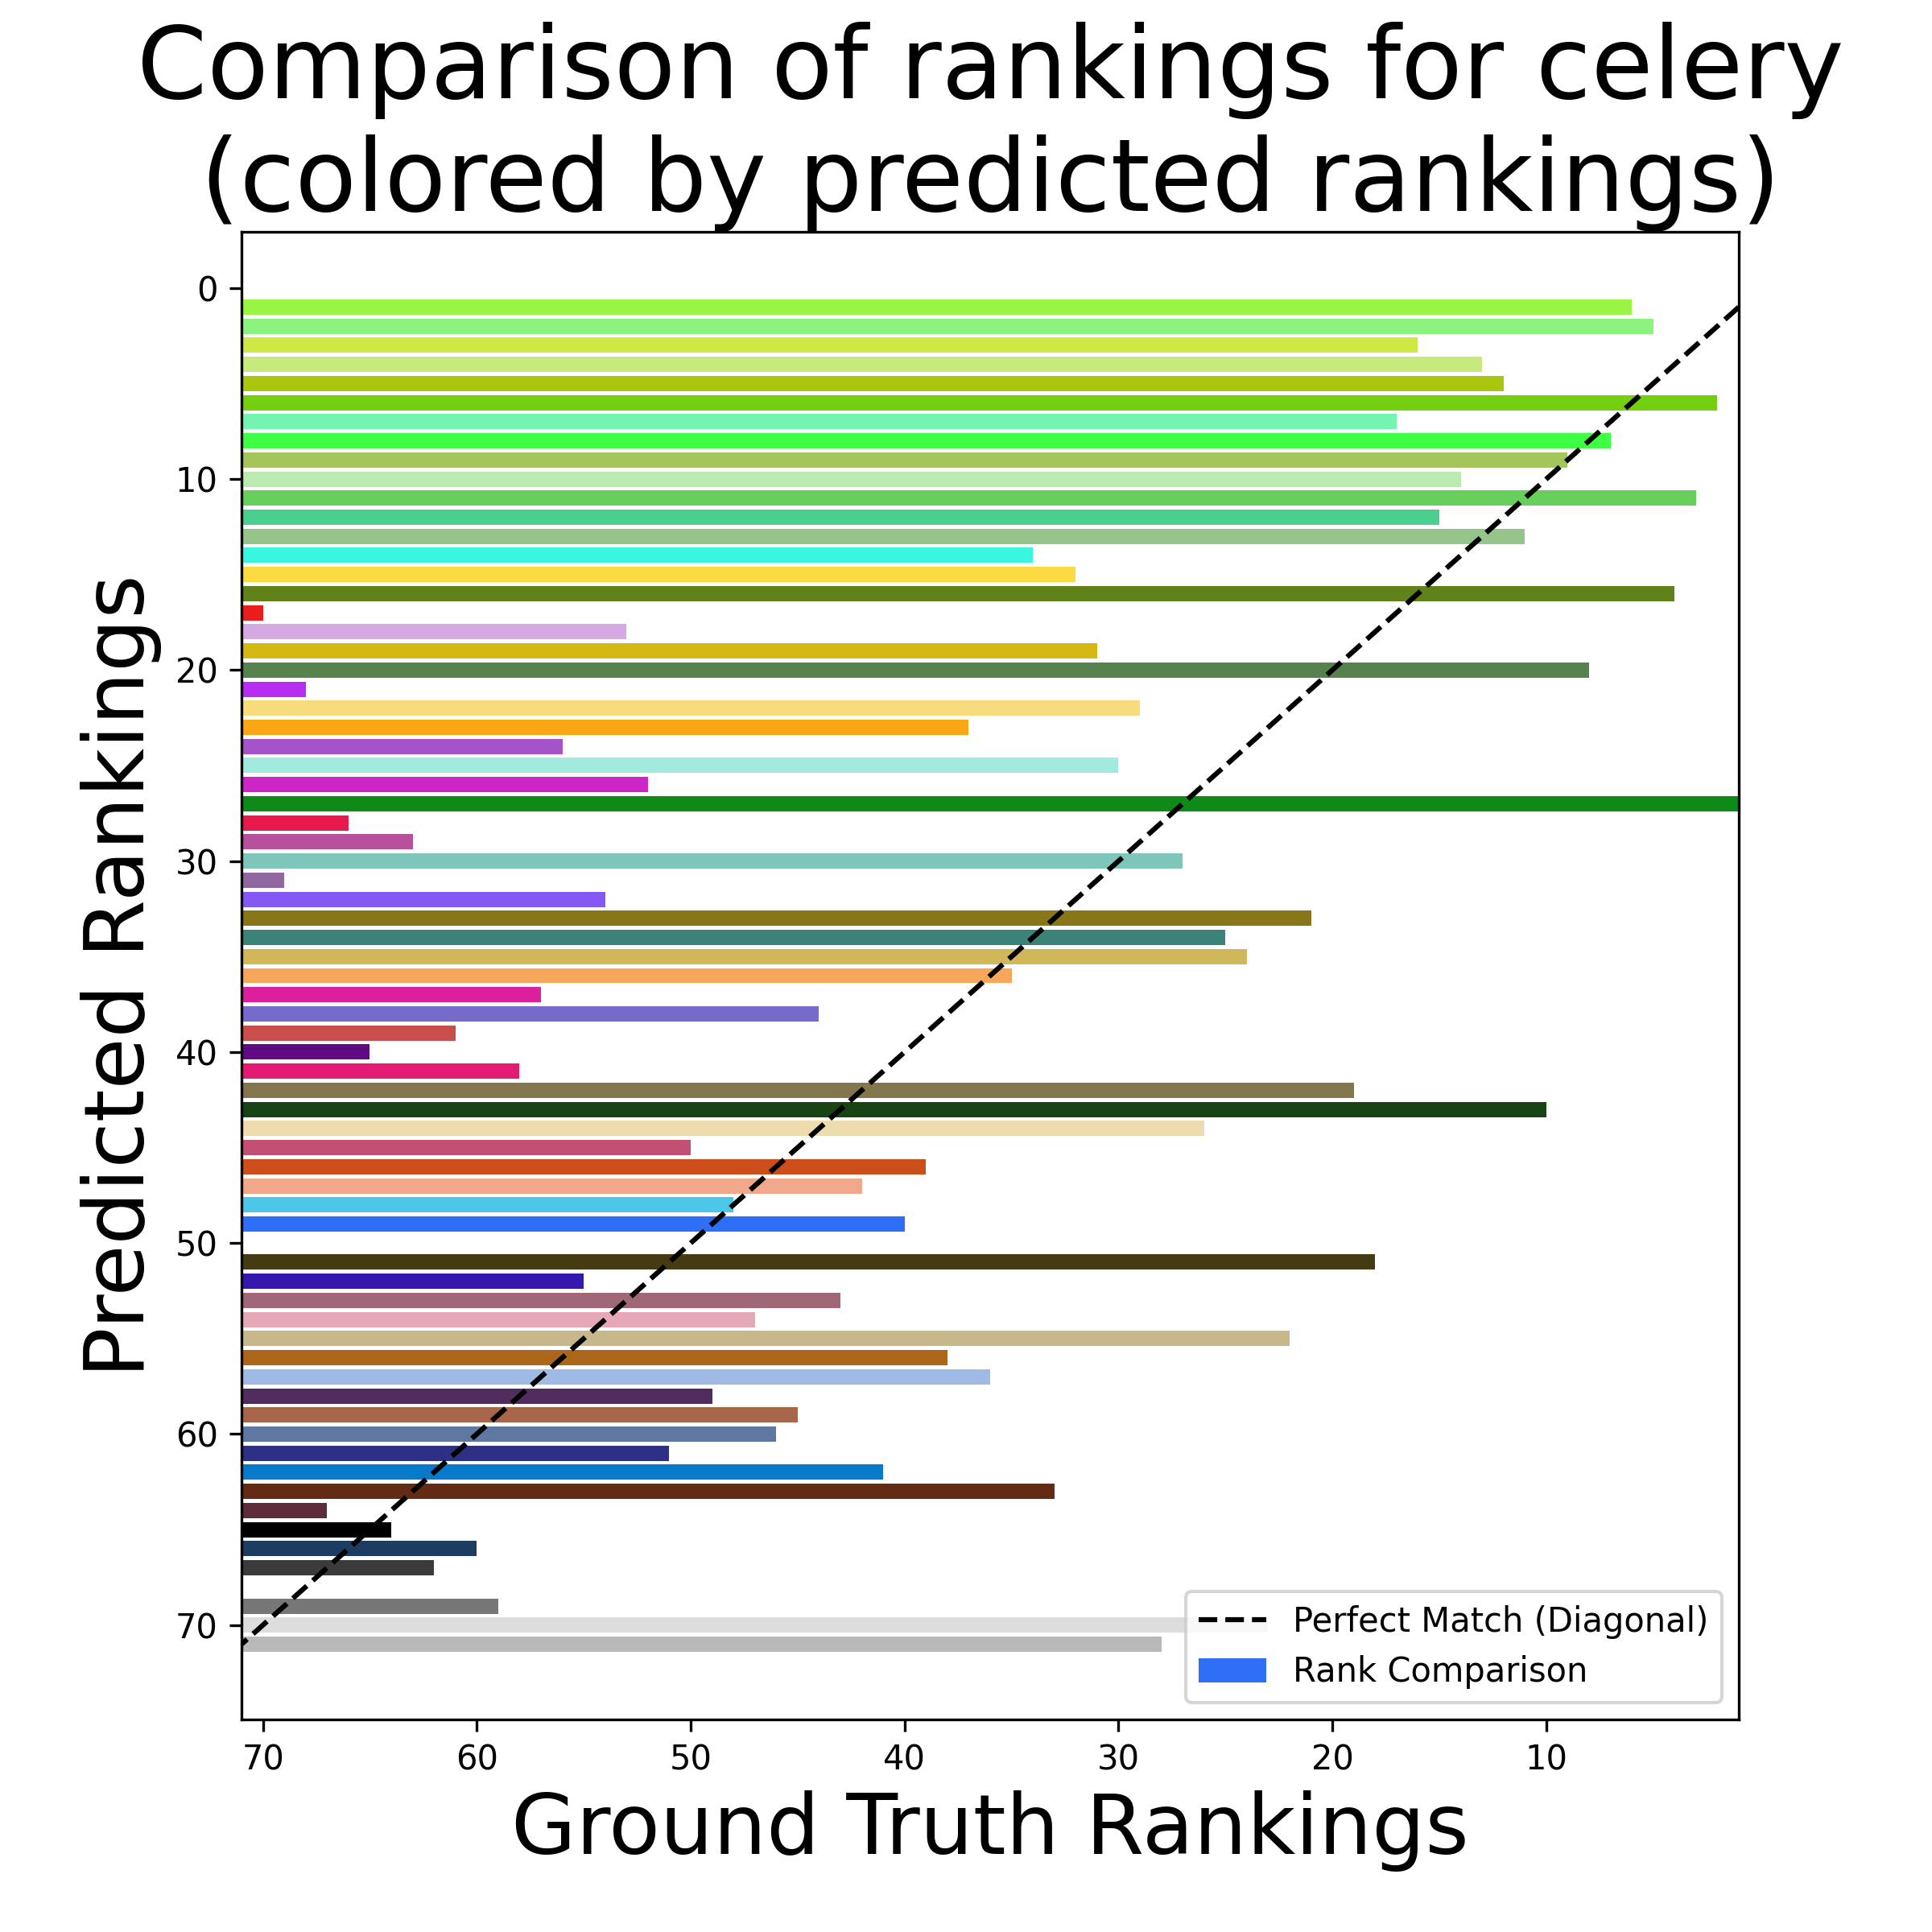 Comparison of rankings for celery
(colored by predicted rankings)
Predicted Rankings
0
10
20
30
40
50
60
70
70
60
50
40
30
20
10
Ground Truth Rankings
Perfect Match (Diagonal)
Rank Comparison